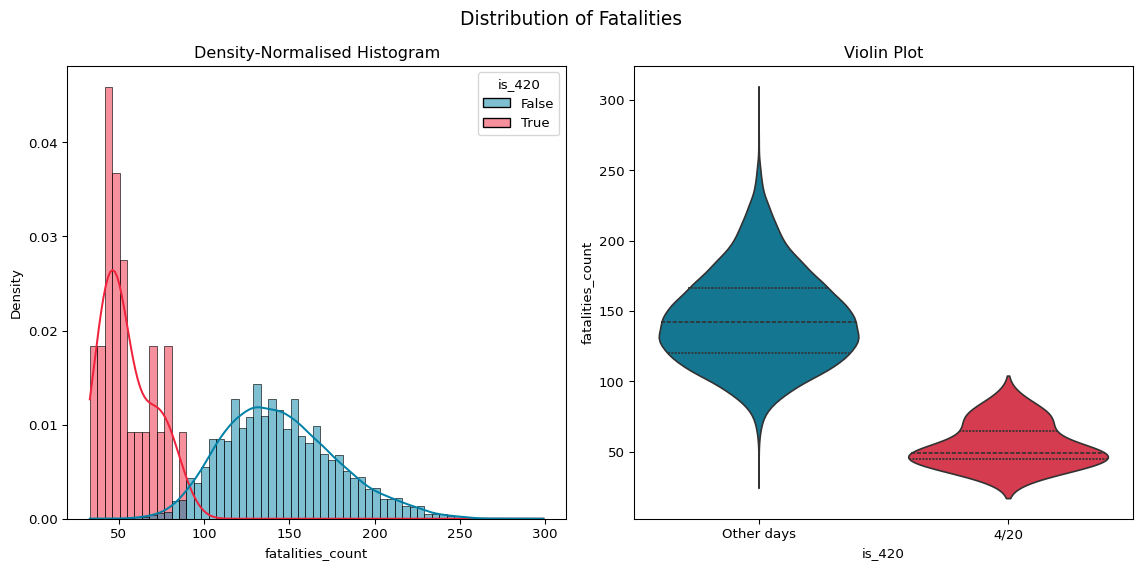 Distribution of Fatalities
Density-Normalised Histogram
Density
0.04
0.03
0.02
0.01
0.00
50
100
150
200
250
300
fatalities_count
is_420
False
True
Violin Plot
fatalities_count
300
250
200
150
100
50
Other days
4/20
is_420